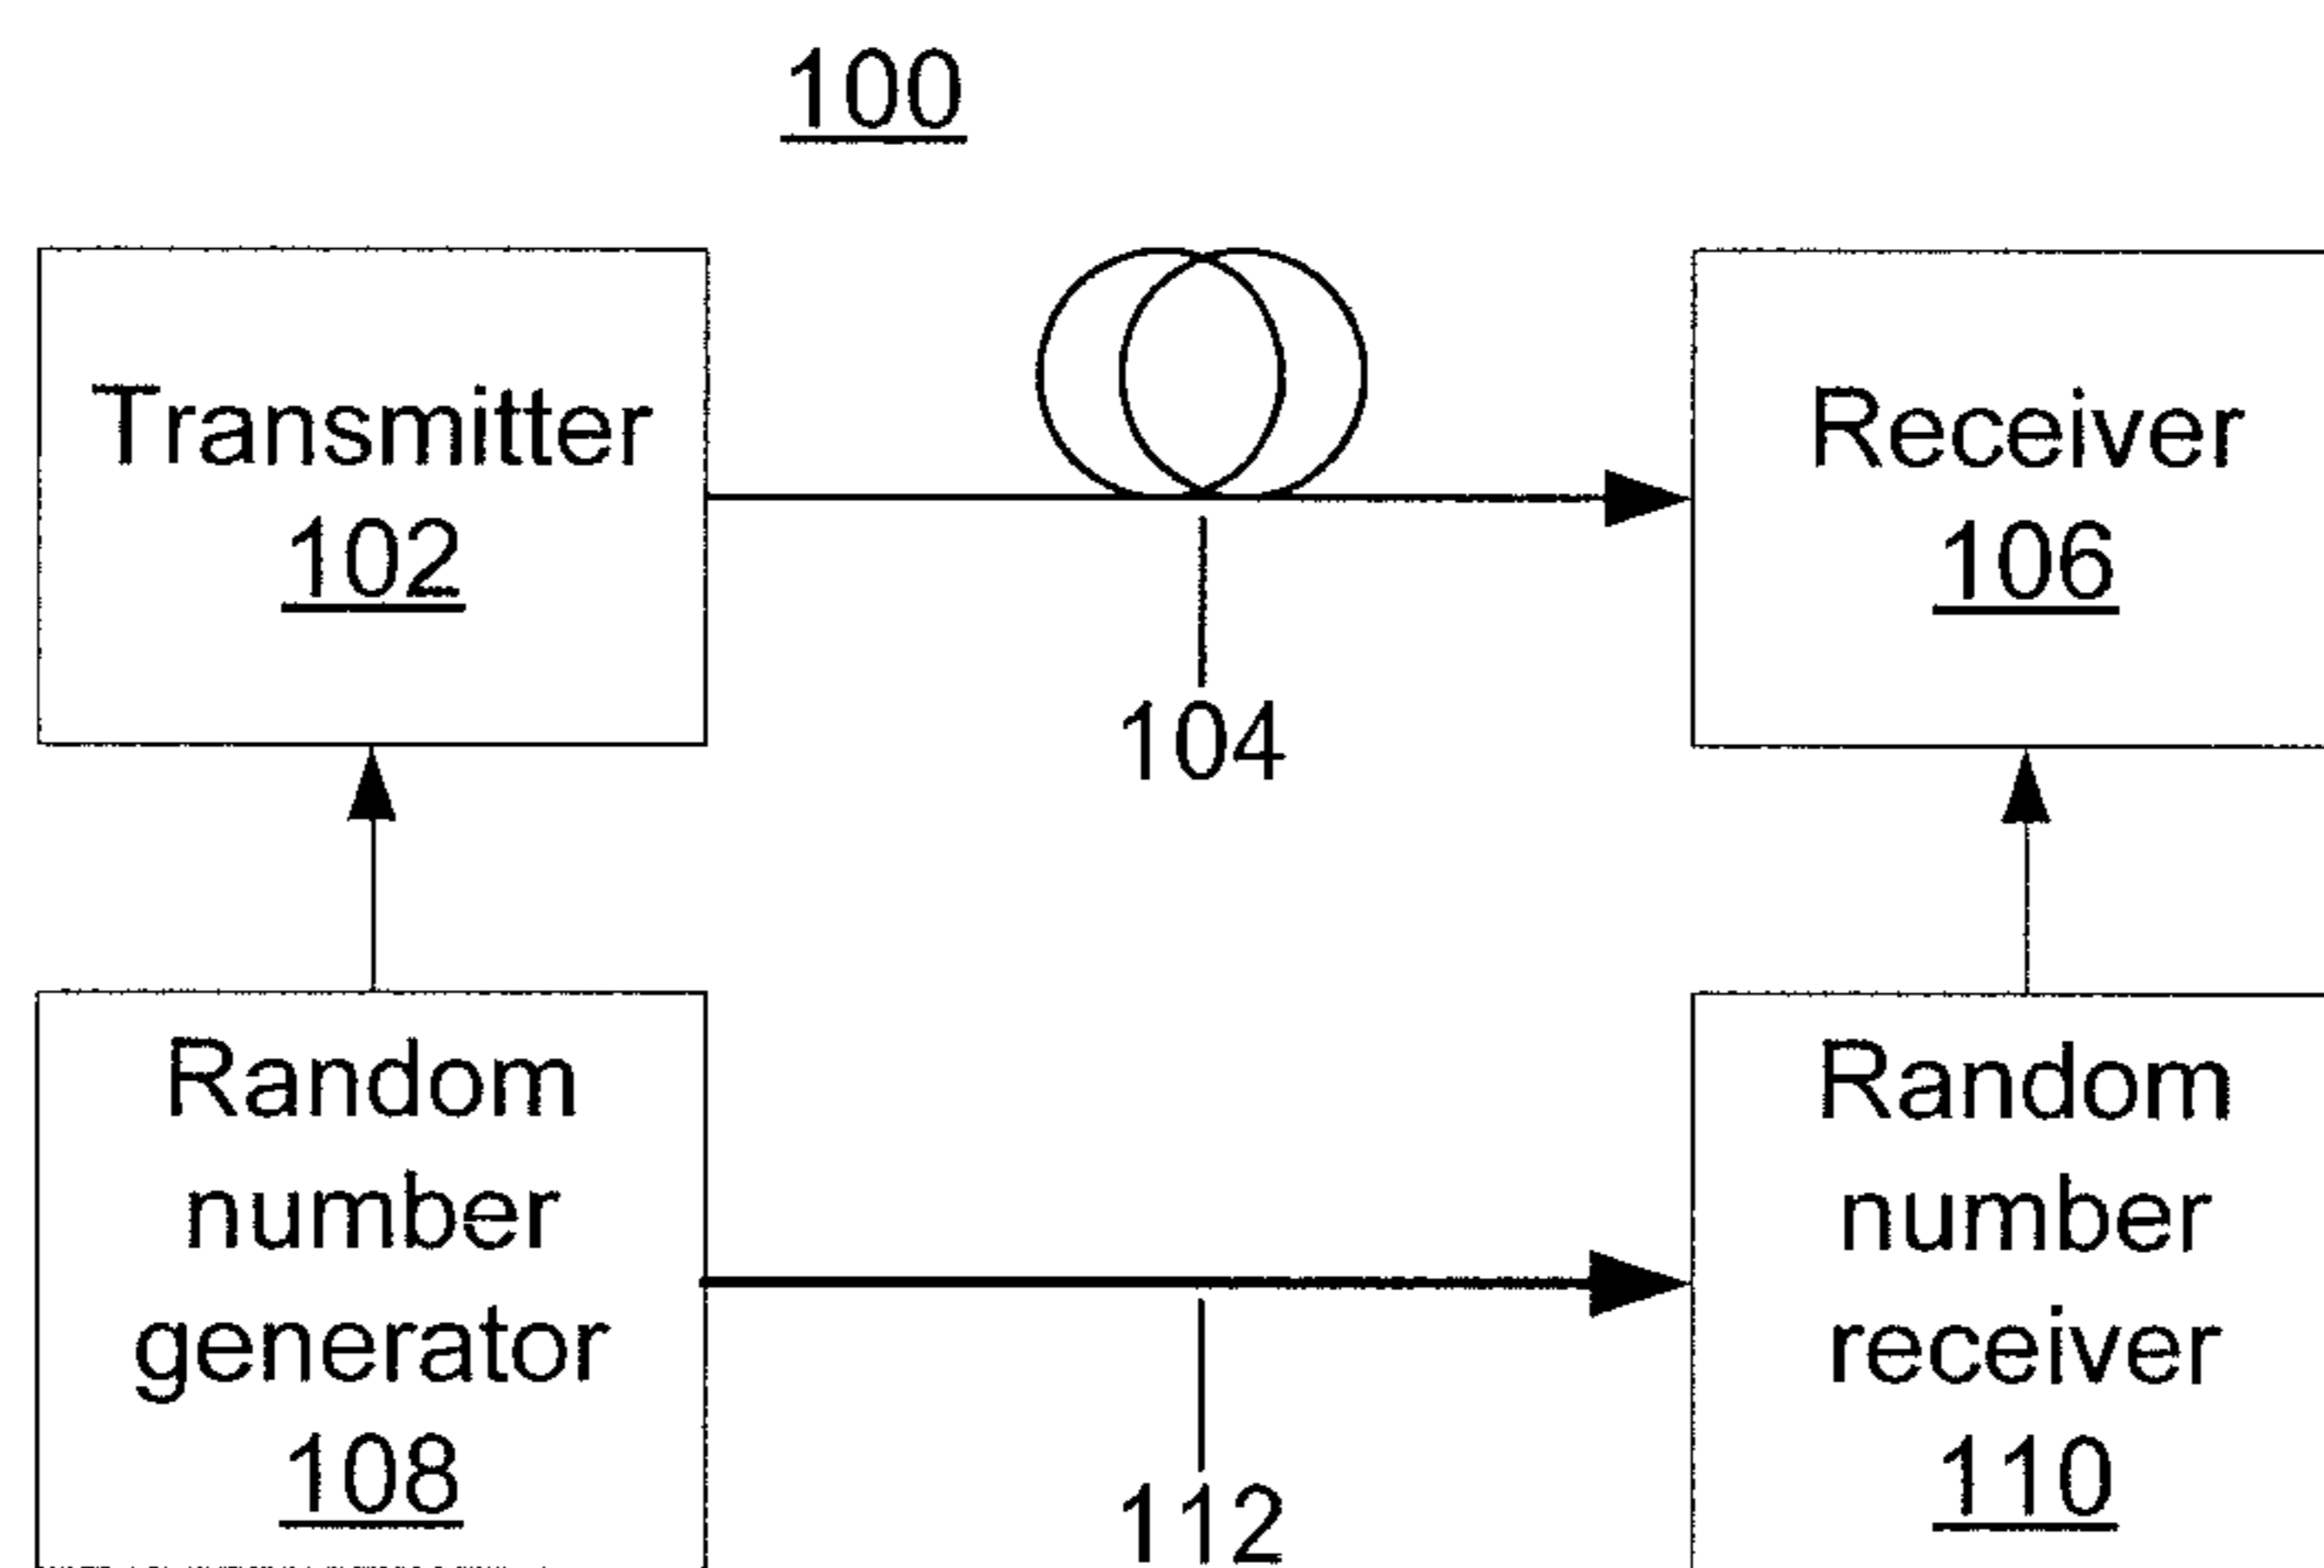 100
Transmitter
102
Receiver
106
104
Random
number
generator
108
Random
number
receiver
110
112